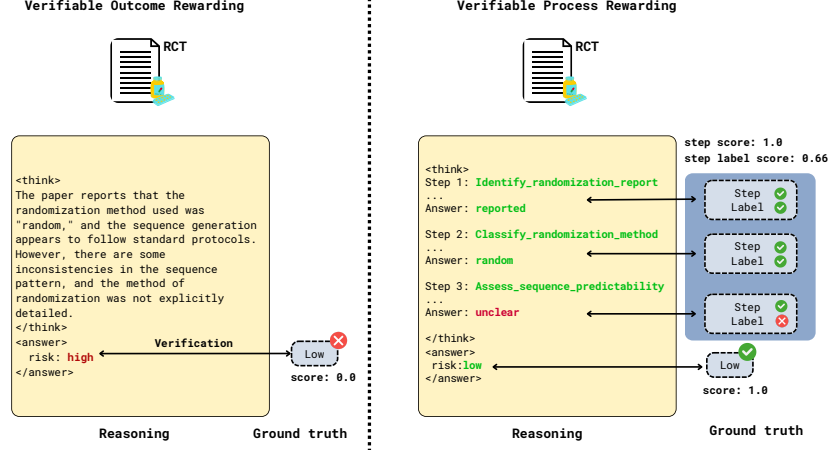 Verifiable Outcome Rewarding
RCT
<think>
The paper reports that the
randomization method used was
"random," and the sequence generation
appears to follow standard protocols.
However, there are some
inconsistencies in the sequence
pattern, and the method of
randomization was not explicitly
detailed.
</think>
<answer>
risk: high
</answer>
Verification
Low
score: 0.0
Reasoning
Ground truth
Verifiable Process Rewarding
RCT
step score: 1.0
step label score: 0.66
<think>
Step 1: Identify_randomization_report
...
Answer: reported
Step 2: Classify_randomization_method
...
Answer: random
Step 3: Assess_sequence_predictability
...
Answer: unclear
</think>
<answer>
risk:low
</answer>
Step
Label
Step
Label
Step
Label
Low
score: 1.0
Reasoning
Ground truth